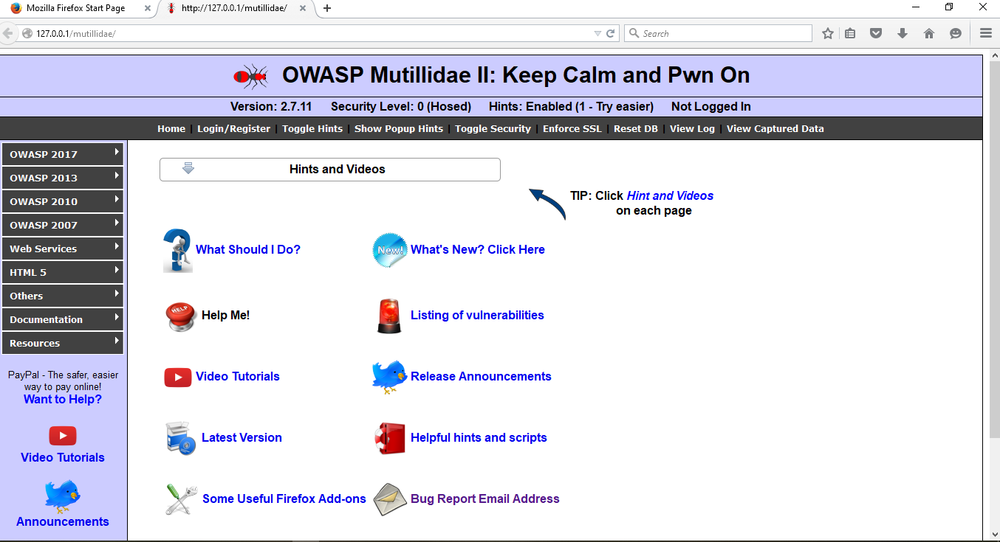 Mozilla Firefox Start Page
http://127.0.0.1/mutillidae/
127.0.0.1/mutillidae/
Search
OWASP Mutillidae II: Keep Calm and Pwn On
Version: 2.7.11 Security Level: 0 (Hosed) Hints: Enabled (1 - Try easier) Not Logged In
Home | Login/Register | Toggle Hints | Show Popup Hints | Toggle Security | Enforce SSL | Reset DB | View Log | View Captured Data
OWASP 2017
OWASP 2013
OWASP 2010
OWASP 2007
Web Services
HTML 5
Others
Documentation
Resources
PayPal - The safer, easier
way to pay online!
Want to Help?
Video Tutorials
Announcements
Hints and Videos
TIP: Click Hint and Videos
on each page
What Should I Do?
New!
What's New? Click Here
HELP
Help Me!
Listing of vulnerabilities
Video Tutorials
Release Announcements
Latest Version
Helpful hints and scripts
Some Useful Firefox Add-ons
Bug Report Email Address